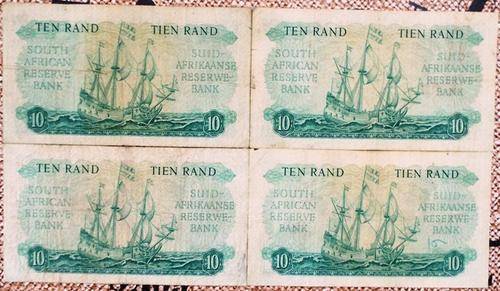 TEN RAND TIEN RAND
SOUTH AFRICAN RESERVE BANK
SUID- AFRIKAANSE RESERWE- BANK
10 10
TEN RAND TIEN RAND
SOUTH AFRICAN RESERVE BANK
SUID- AFRIKAANSE RESERWE- BANK
10 10
TEN RAND TIEN RAND
SOUTH AFRICAN RESERVE BANK
SUID- AFRIKAANSE RESERWE- BANK
10 10
TEN RAND TIEN RAND
SOUTH AFRICAN RESERVE BANK
SUID- AFRIKAANSE RESERWE- BANK
10 10